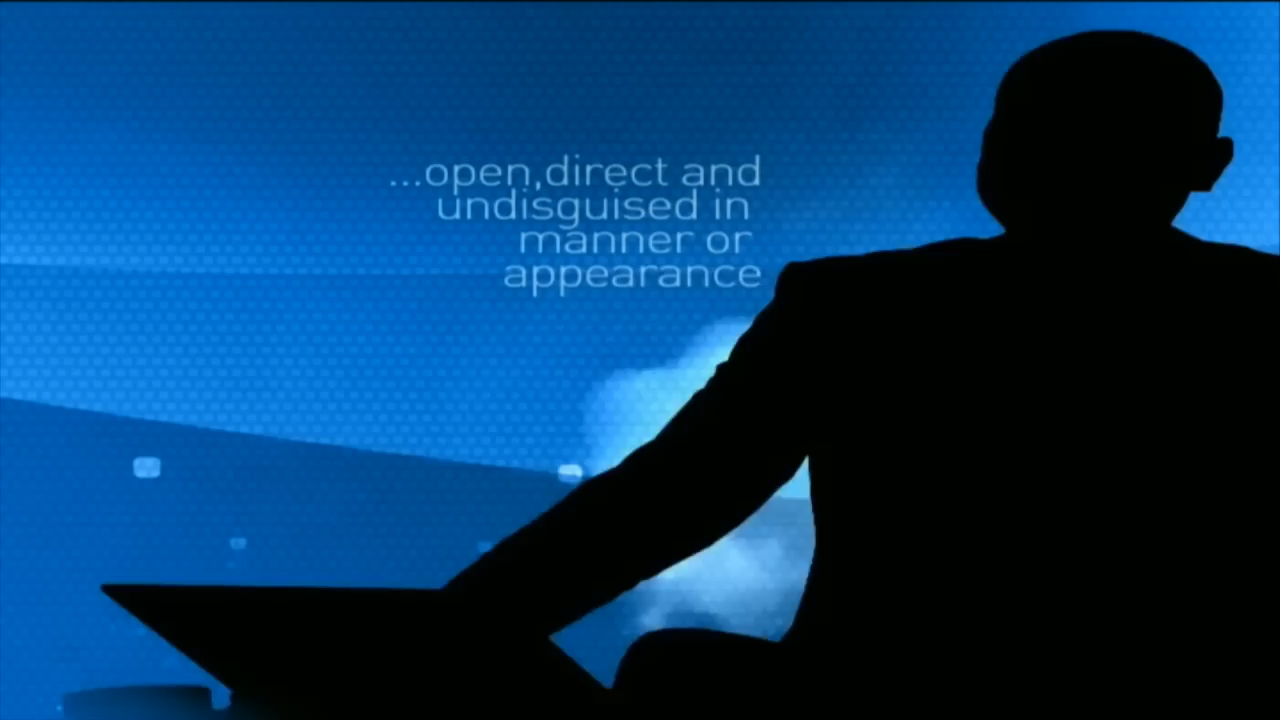 ...open,direct and
undisguised in
manner or
appearance